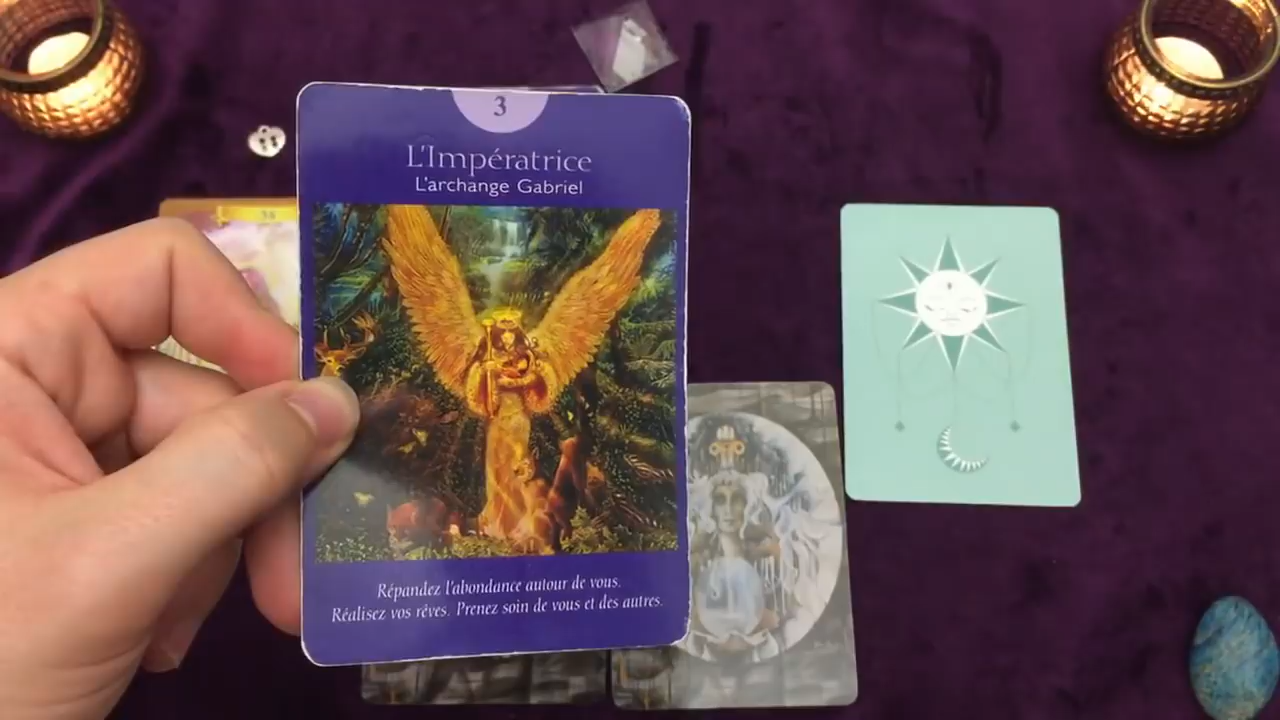 3
L'Impératrice
L'archange Gabriel
Répandez l'abondance autour de vous.
Réalisez vos rêves. Prenez soin de vous et des autres.